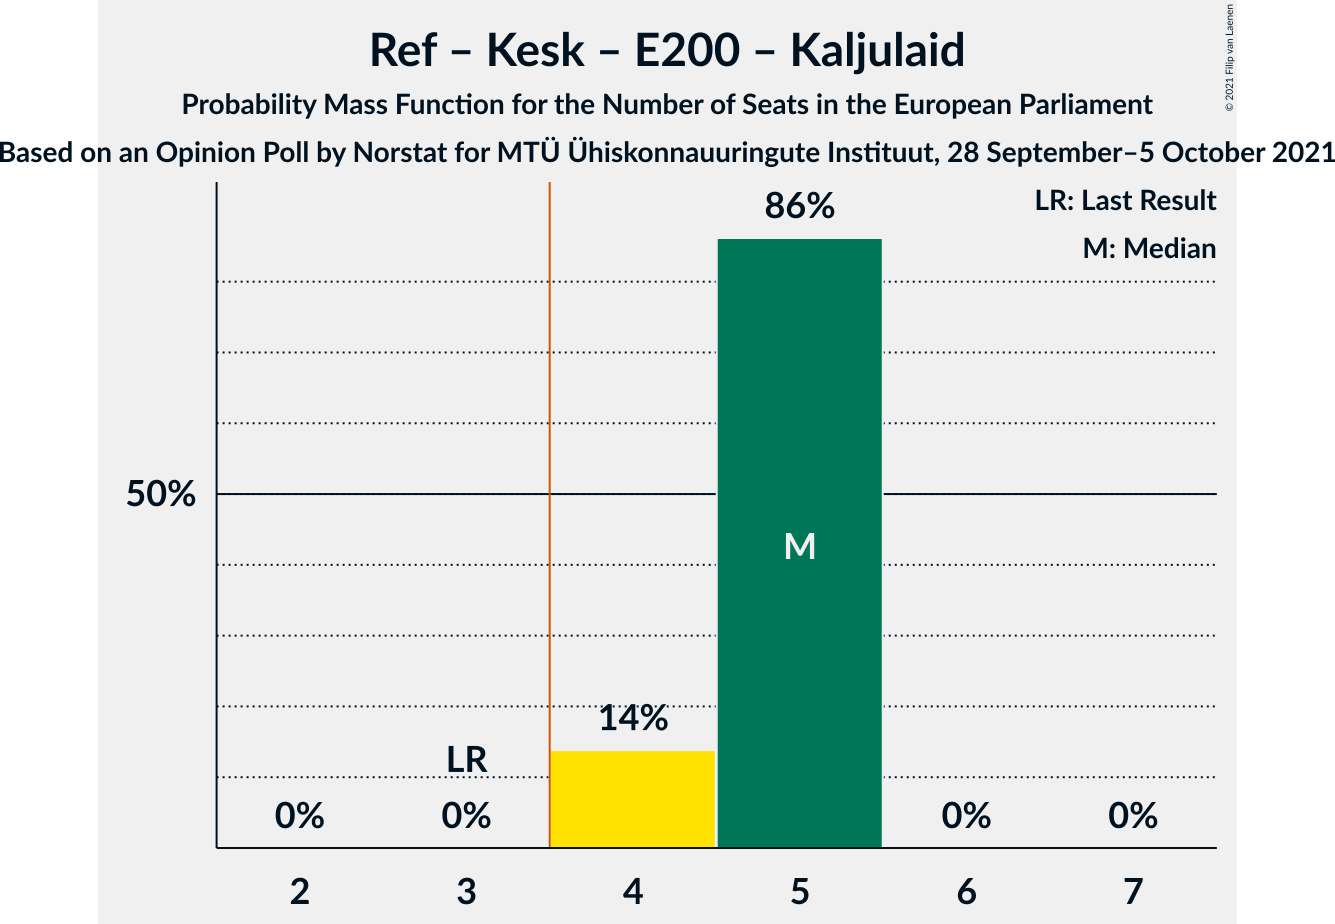 Ref – Kesk – E200 – Kaljulaid
Probability Mass Function for the Number of Seats in the European Parliament
Based on an Opinion Poll by Norstat for MTÜ Ühiskonnauuringute Instituut, 28 September–5 October 2021
© 2021 Filip van Laenen
LR: Last Result
M: Median
86%
50%
M
14%
LR
0% 0% 0% 0%
2 3 4 5 6 7